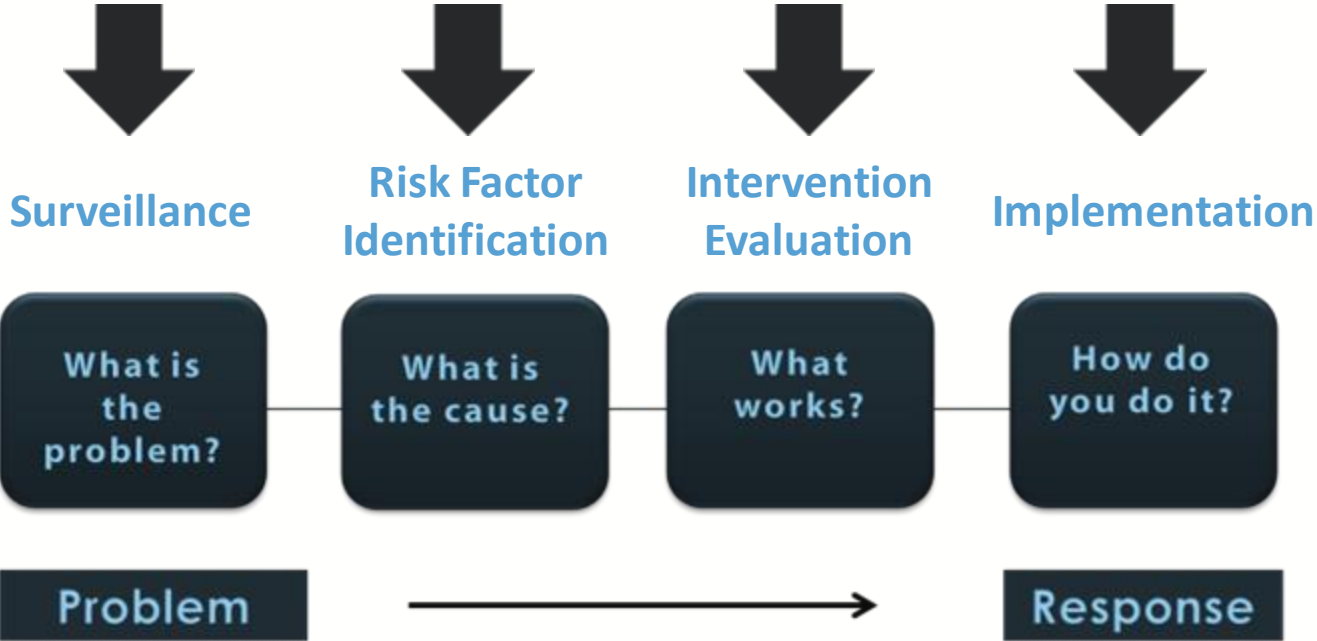 Surveillance
Risk Factor
Identification
Intervention
Evaluation
Implementation
What is
the
problem?
What is
the cause?
What
works?
How do
you do it?
Problem
Response